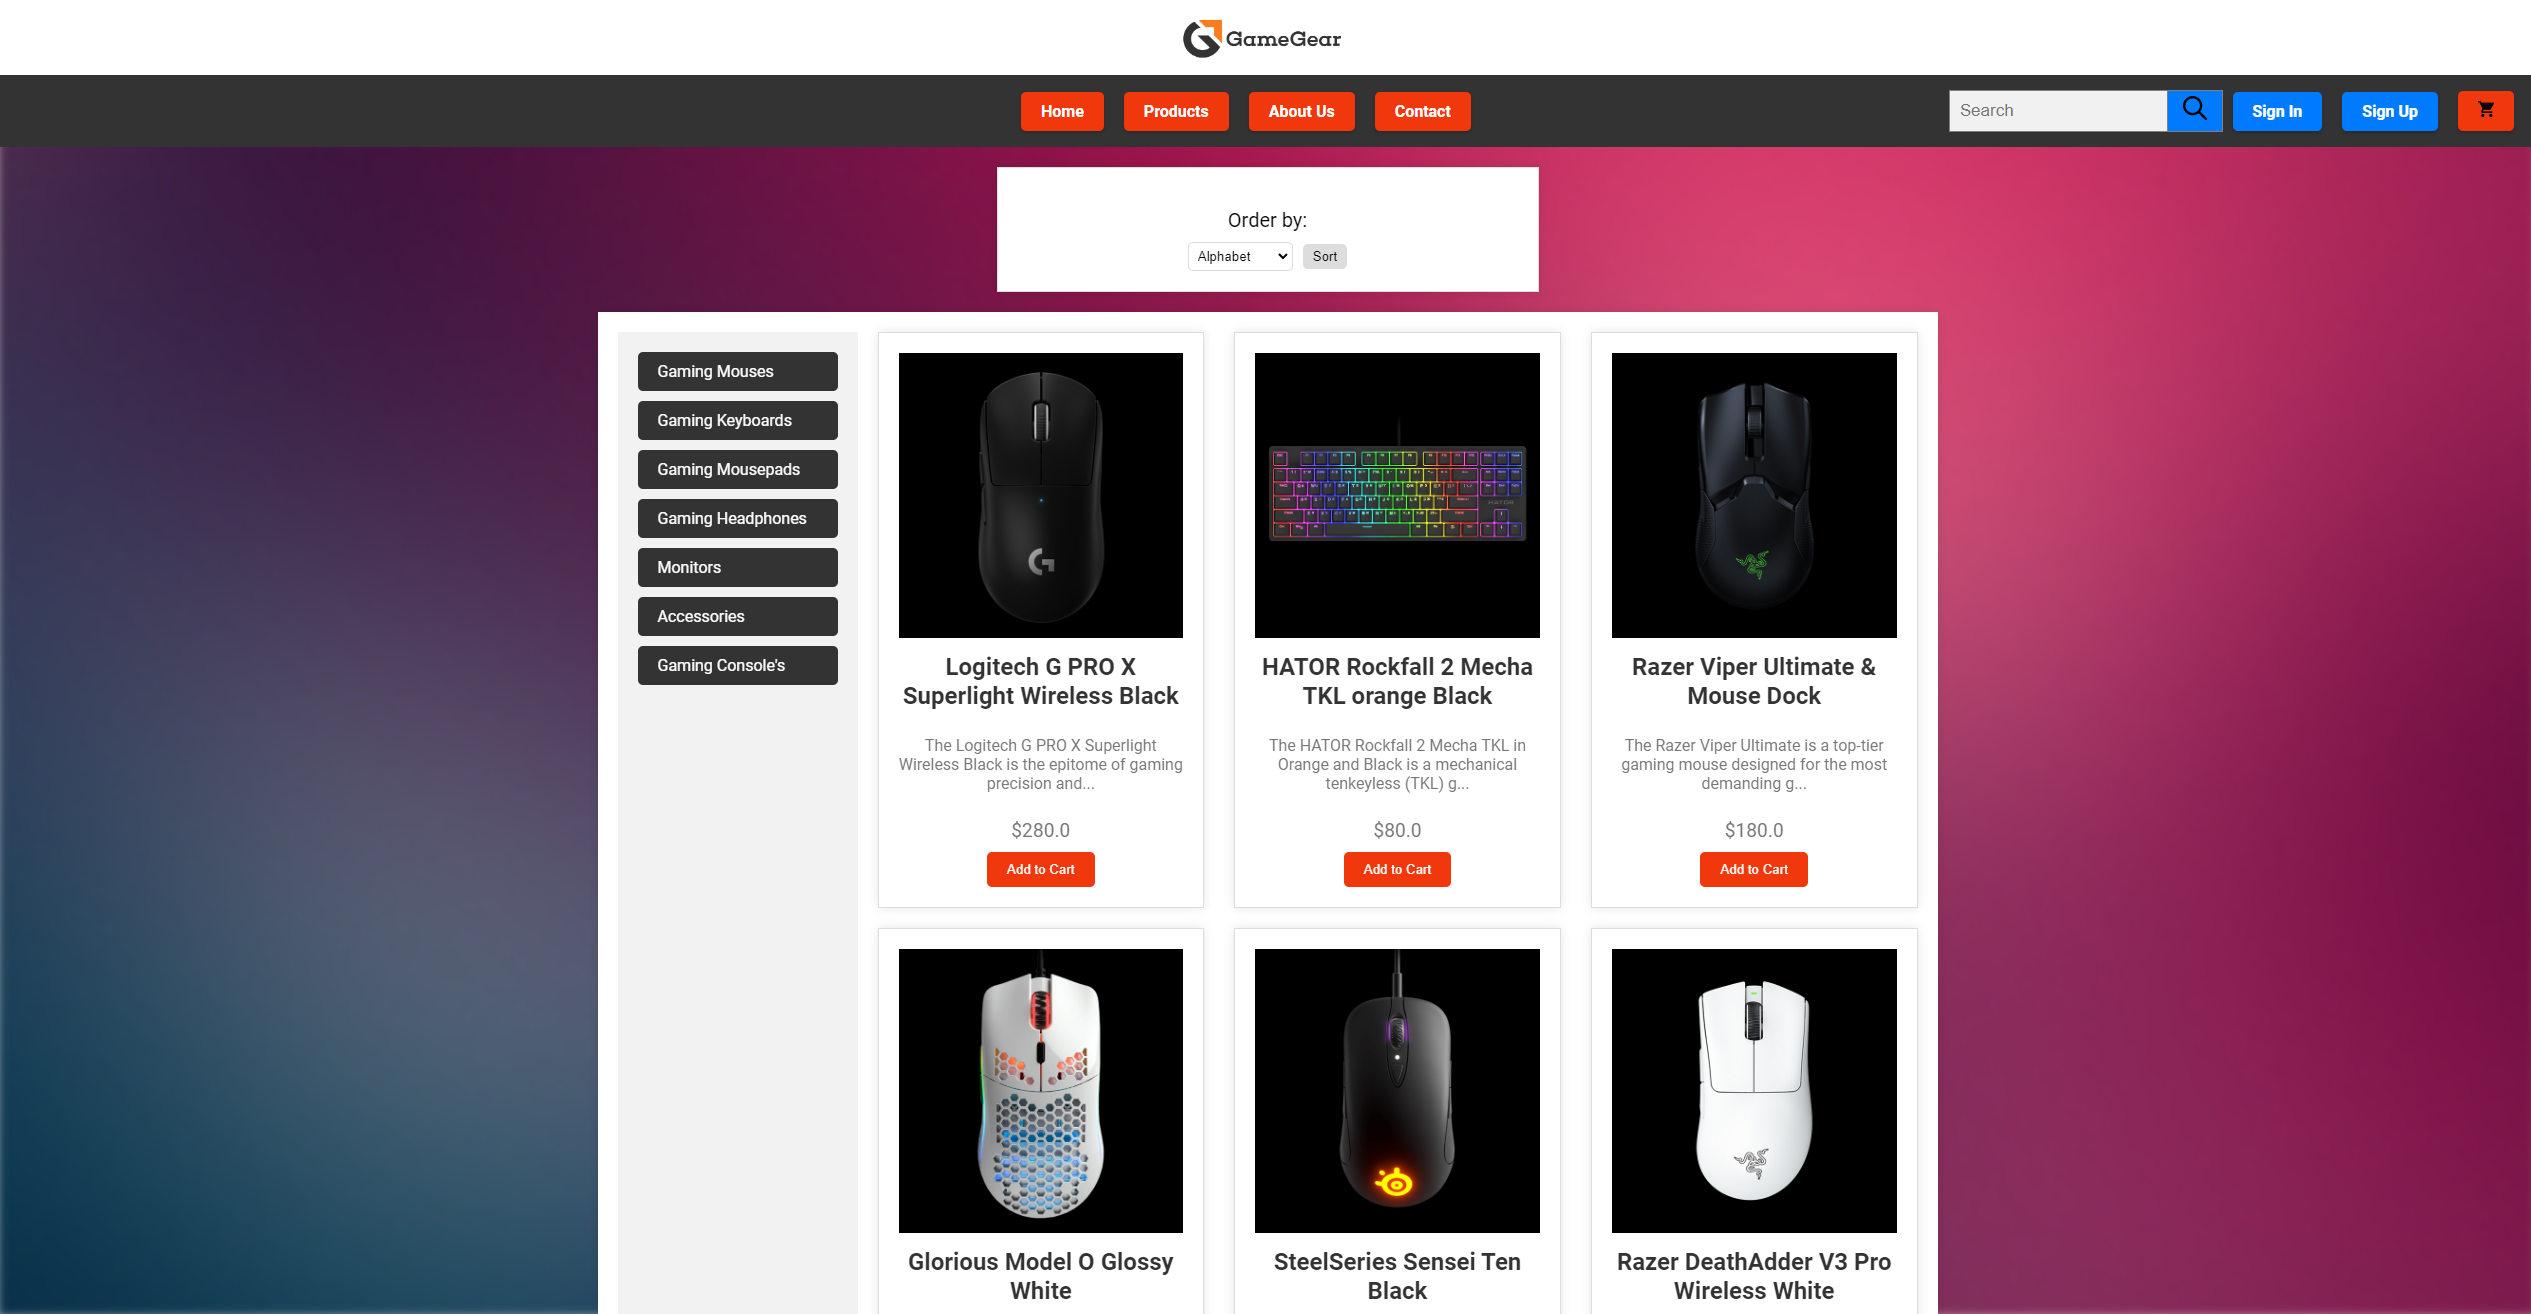 GameGear
Home
Products
About Us
Contact
Search
Sign In
Sign Up
Order by:
Alphabet
Sort
Gaming Mouses
Gaming Keyboards
Gaming Mousepads
Gaming Headphones
Monitors
Accessories
Gaming Console's
Logitech G PRO X
Superlight Wireless Black
The Logitech G PRO X Superlight
Wireless Black is the epitome of gaming
precision and...
$280.0
Add to Cart
HATOR
HATOR Rockfall 2 Mecha
TKL orange Black
The HATOR Rockfall 2 Mecha TKL in
Orange and Black is a mechanical
tenkeyless (TKL) g...
$80.0
Add to Cart
Razer Viper Ultimate &
Mouse Dock
The Razer Viper Ultimate is a top-tier
gaming mouse designed for the most
demanding g...
$180.0
Add to Cart
Glorious Model O Glossy
White
SteelSeries Sensei Ten
Black
Razer DeathAdder V3 Pro
Wireless White